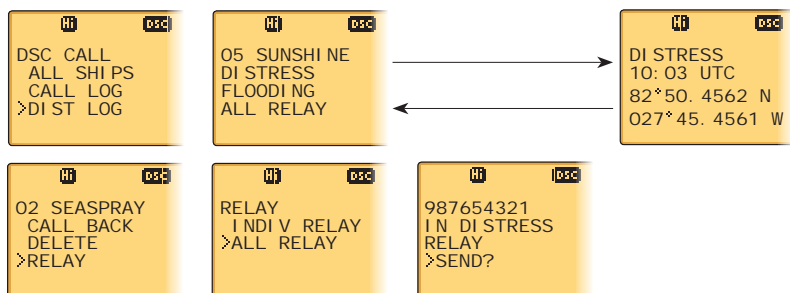 Hi DSC
DSC CALL
ALL SHIPS
CALL LOG
>DIST LOG
Hi DSC
05 SUNSHINE
DISTRESS
FLOODING
ALL RELAY
Hi DSC
DISTRESS
10:03 UTC
82°50.4562 N
027°45.4561 W
Hi DSC
02 SEASPRAY
CALL BACK
DELETE
>RELAY
Hi DSC
RELAY
INDIV RELAY
>ALL RELAY
Hi DSC
987654321
IN DISTRESS
RELAY
>SEND?